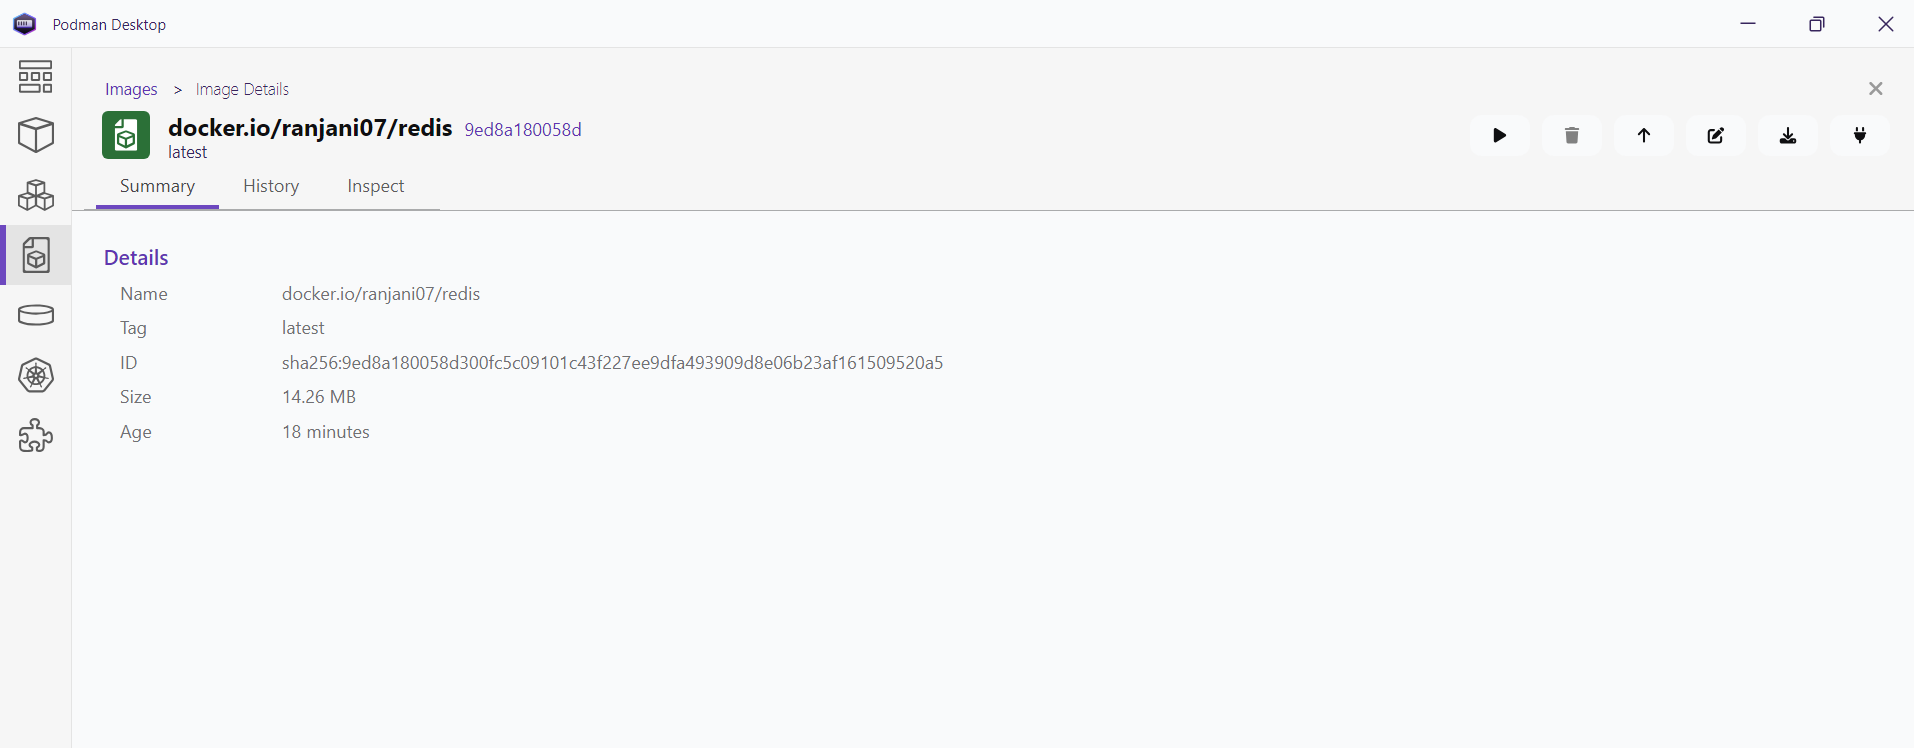 Podman Desktop
Images > Image Details
docker.io/ranjani07/redis 9ed8a180058d
latest
Summary History Inspect
Details
Name docker.io/ranjani07/redis
Tag latest
ID sha256:9ed8a180058d300fc5c09101c43f227ee9dfa493909d8e06b23af161509520a5
Size 14.26 MB
Age 18 minutes